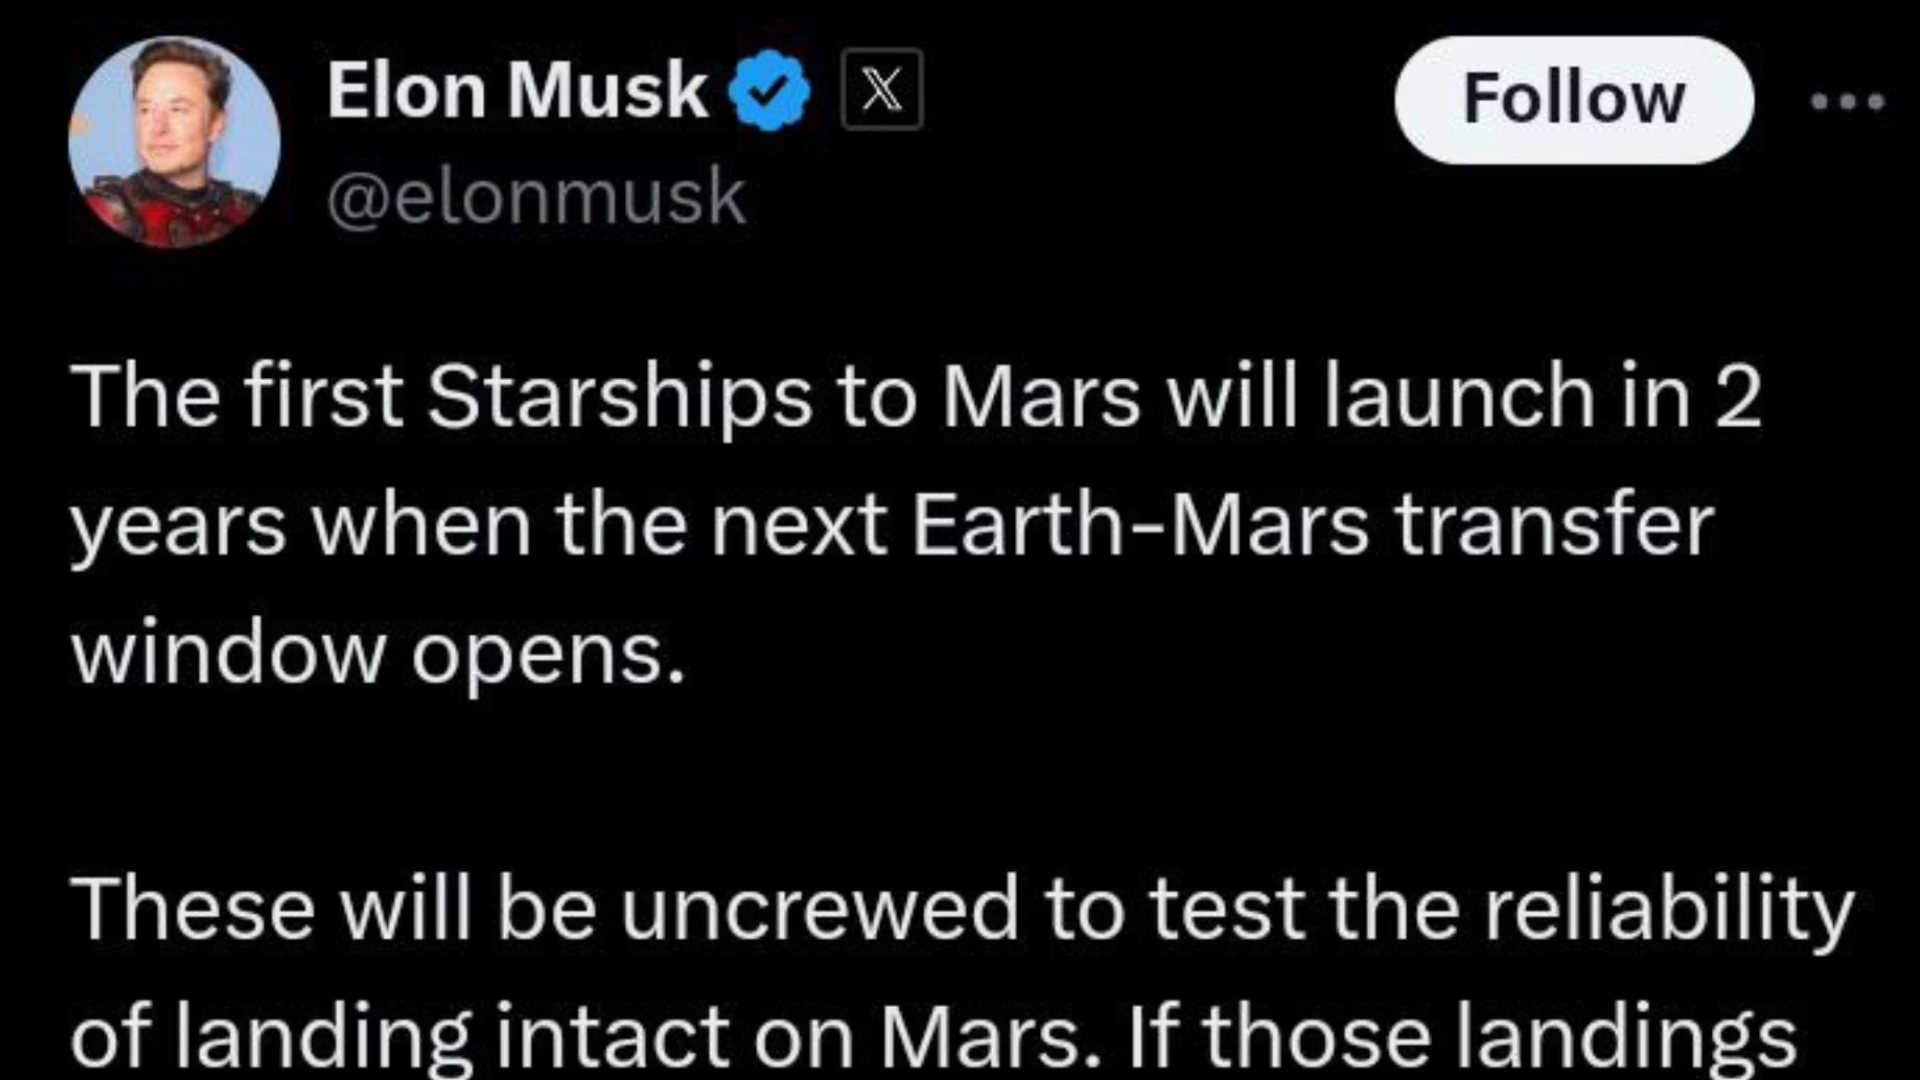 Elon Musk
X
Follow
@elonmusk
The first Starships to Mars will launch in 2
years when the next Earth-Mars transfer
window opens.
These will be uncrewed to test the reliability
of landing intact on Mars. If those landings